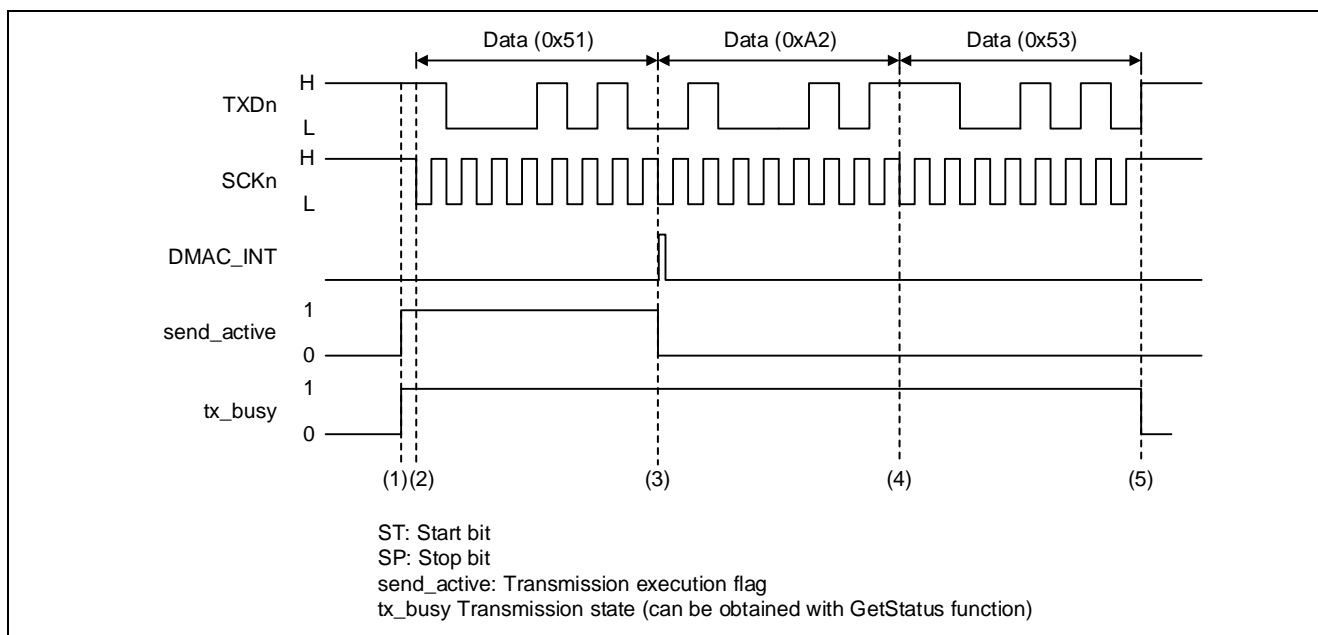 Data (0x51) Data (0xA2) Data (0x53)
H
TXDn
L
H
SCKn
L
DMAC_INT
1
send_active
0
1
tx_busy
0
(1) (2) (3) (4) (5)
ST: Start bit
SP: Stop bit
send_active: Transmission execution flag
tx_busy Transmission state (can be obtained with GetStatus function)